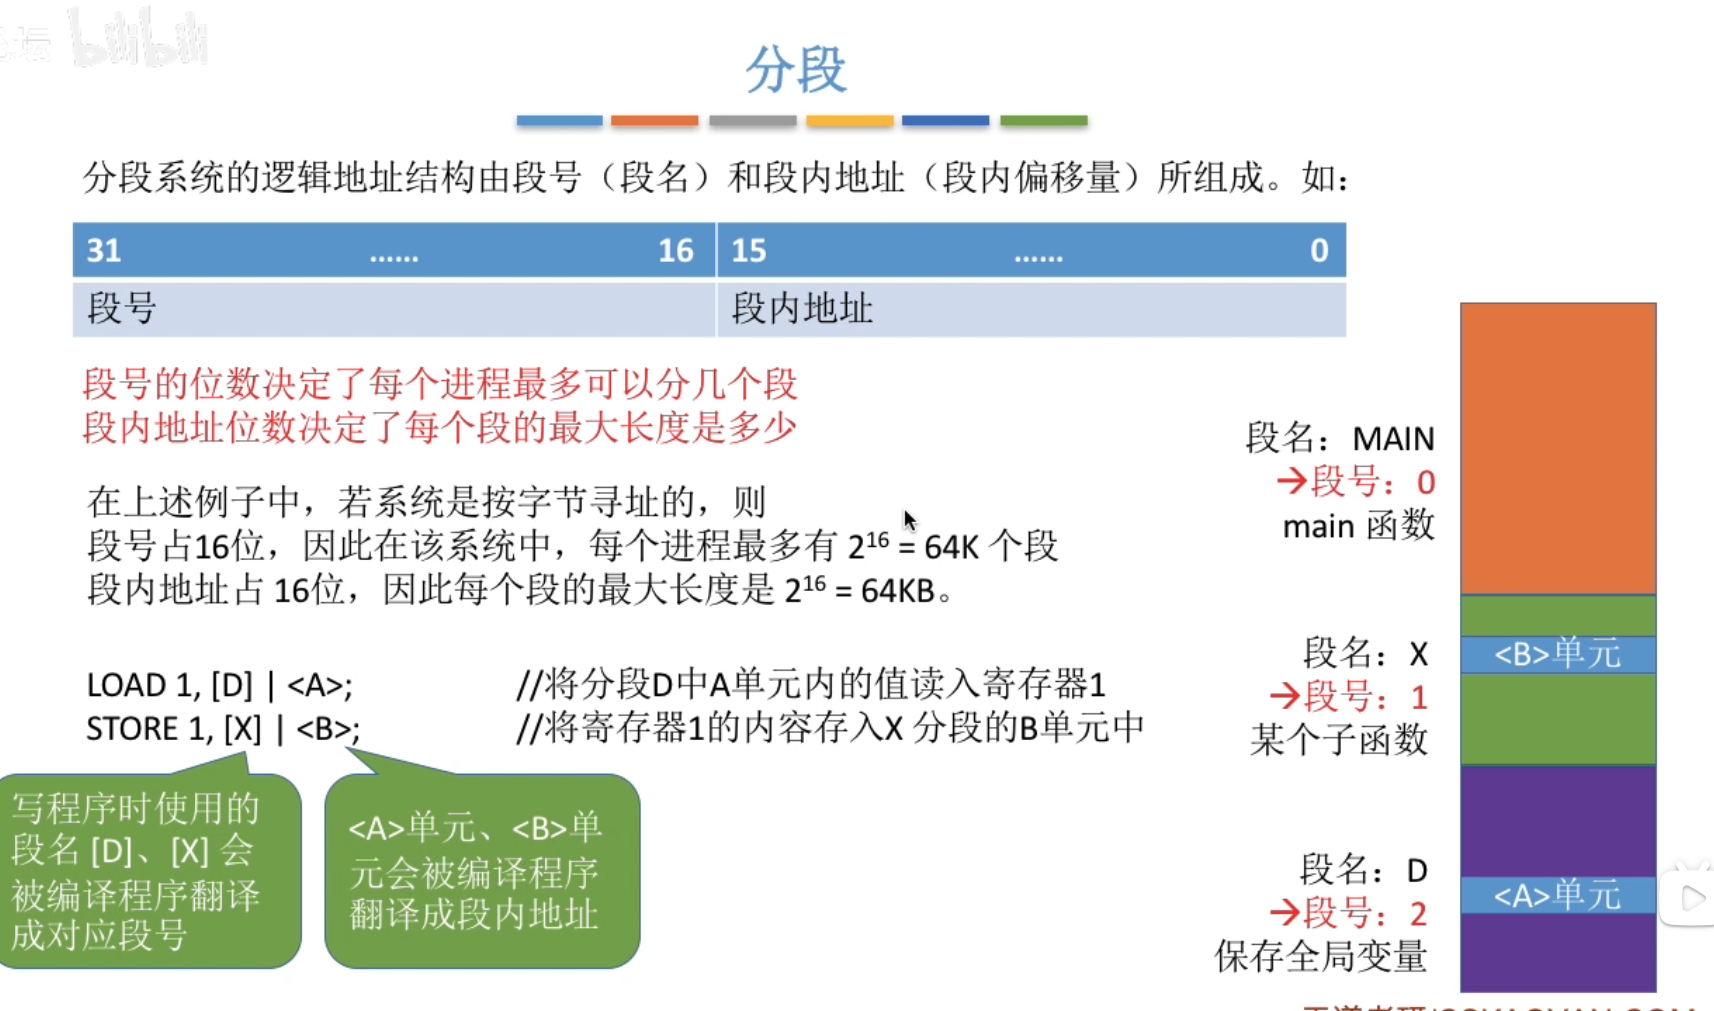 bilibili
分段
分段系统的逻辑地址结构由段号（段名）和段内地址（段内偏移量）所组成。如：
31 …… 16 15 …… 0
段号 段内地址
段号的位数决定了每个进程最多可以分几个段
段内地址位数决定了每个段的最大长度是多少
在上述例子中，若系统是按字节寻址的，则
段号占16位，因此在该系统中，每个进程最多有 2¹⁶ = 64K 个段
段内地址占 16位，因此每个段的最大长度是 2¹⁶ = 64KB。
LOAD 1, [D] | <A>; //将分段D中A单元内的值读入寄存器1
STORE 1, [X] | <B>; //将寄存器1的内容存入X 分段的B单元中
写程序时使用的
段名 [D]、[X] 会
被编译程序翻译
成对应段号
<A>单元、<B>单
元会被编译程序
翻译成段内地址
段名：MAIN
→段号：0
main 函数
段名：X
→段号：1
某个子函数
<B>单元
段名：D
→段号：2
保存全局变量
<A>单元